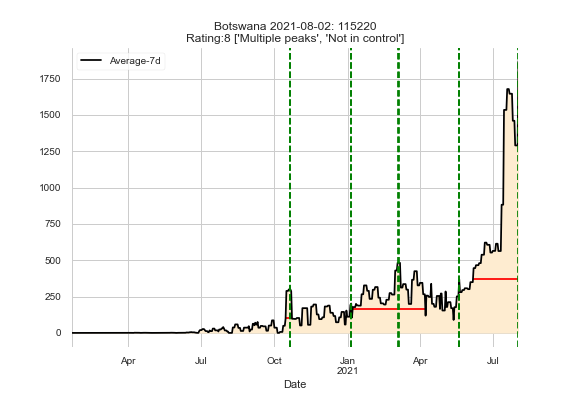 Botswana 2021-08-02: 115220
Rating:8 ['Multiple peaks', 'Not in control']
Average-7d
1750
1500
1250
1000
750
500
250
0
Apr
Jul
Oct
Jan
2021
Apr
Jul
Date